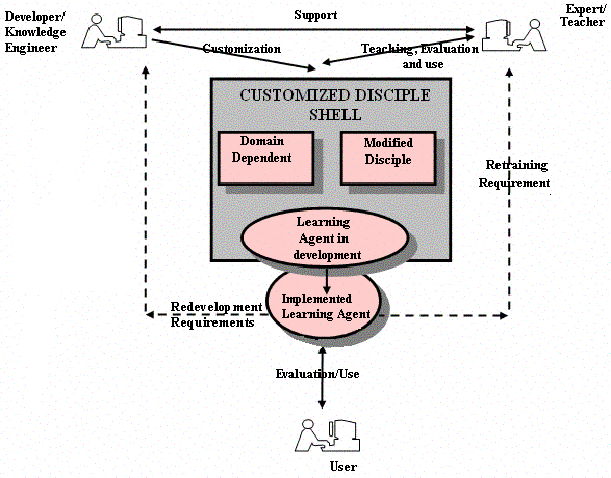 Developer/
Knowledge
Engineer
Support
Expert/
Teacher
Customization
Teaching, Evaluation
and use
CUSTOMIZED DISCIPLE
SHELL
Domain
Dependent
Modified
Disciple
Retraining
Requirement
Learning
Agent in
development
Implemented
Learning Agent
Redevelopment
Requirements
Evaluation/Use
User